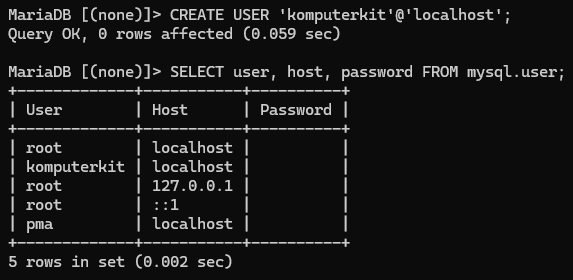 MariaDB [(none)]> CREATE USER 'komputerkit'@'localhost';
Query OK, 0 rows affected (0.059 sec)
MariaDB [(none)]> SELECT user, host, password FROM mysql.user;
+-------------+-----------+----------+
| User        | Host      | Password |
+-------------+-----------+----------+
| root        | localhost |          |
| komputerkit | localhost |          |
| root        | 127.0.0.1 |          |
| root        | ::1       |          |
| pma         | localhost |          |
+-------------+-----------+----------+
5 rows in set (0.002 sec)